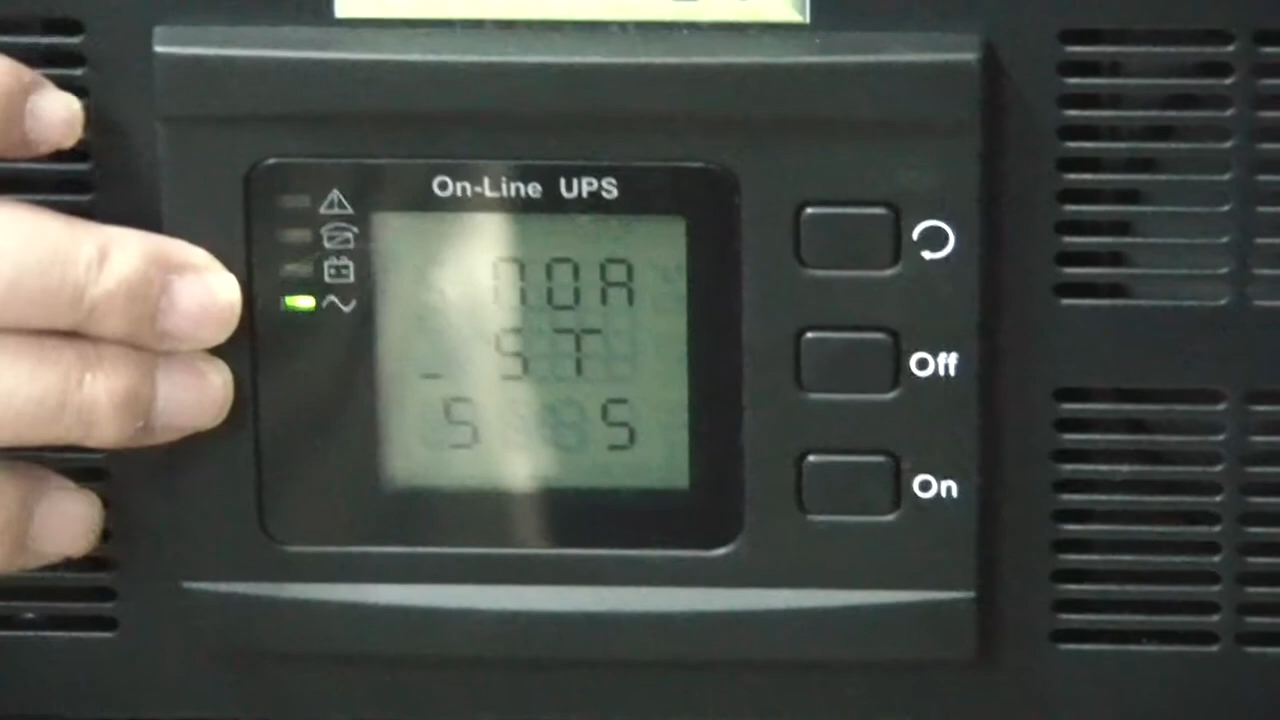 On-Line UPS
NOA
_ ST
S S
Off
On